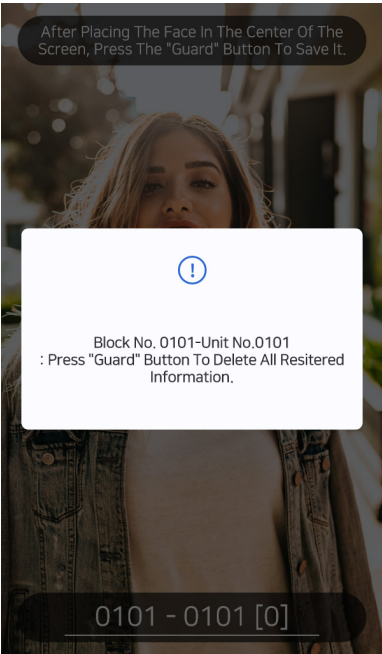 After Placing The Face In The Center Of The
Screen, Press The "Guard" Button To Save It.
Block No. 0101-Unit No.0101
: Press "Guard" Button To Delete All Resitered
Information.
0101 - 0101 [0]